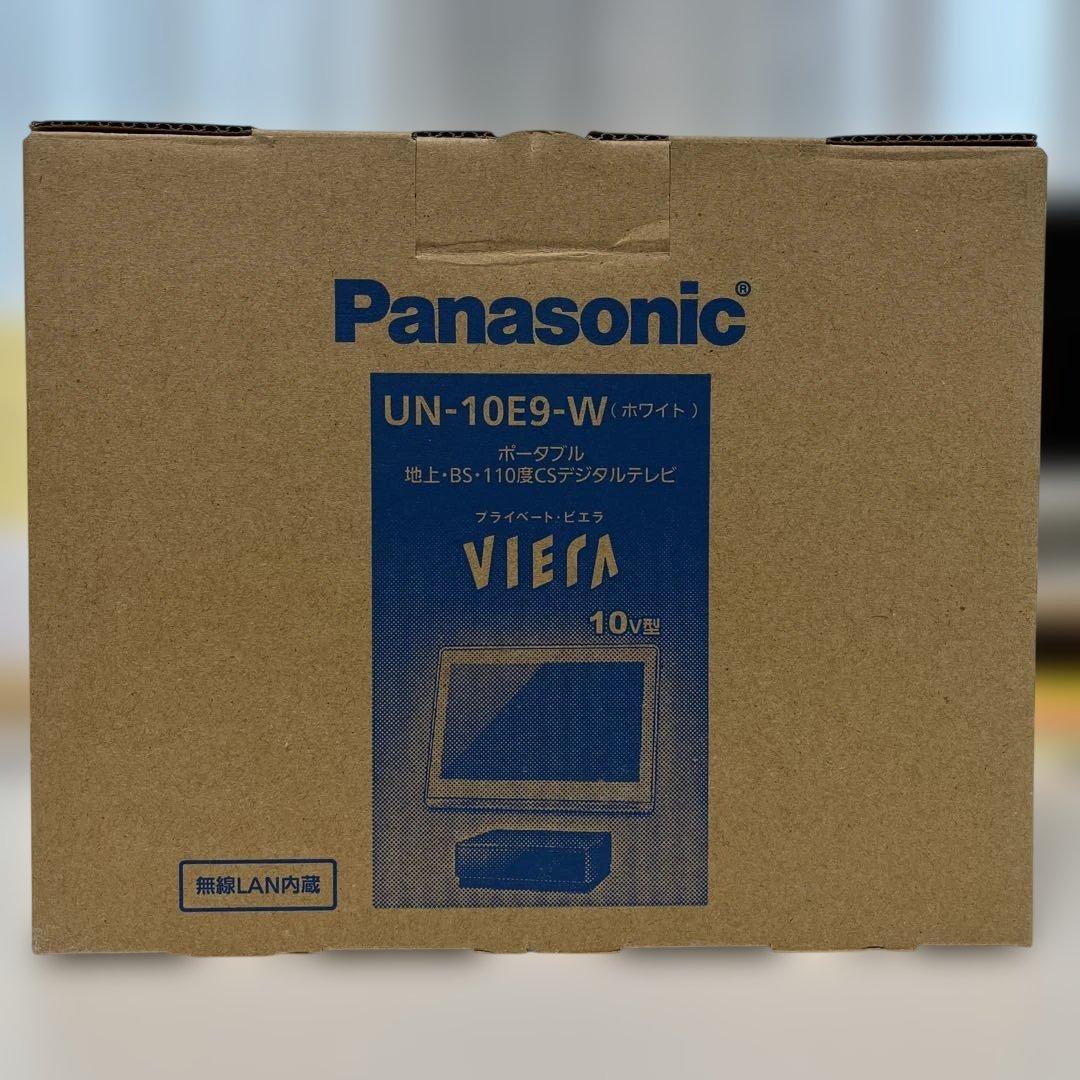 Panasonic®
UN-10E9-W(ホワイト)
ポータブル
地上・BS・110度CSデジタルテレビ
プライベート・ビエラ
VIErA
10V型
無線LAN内蔵